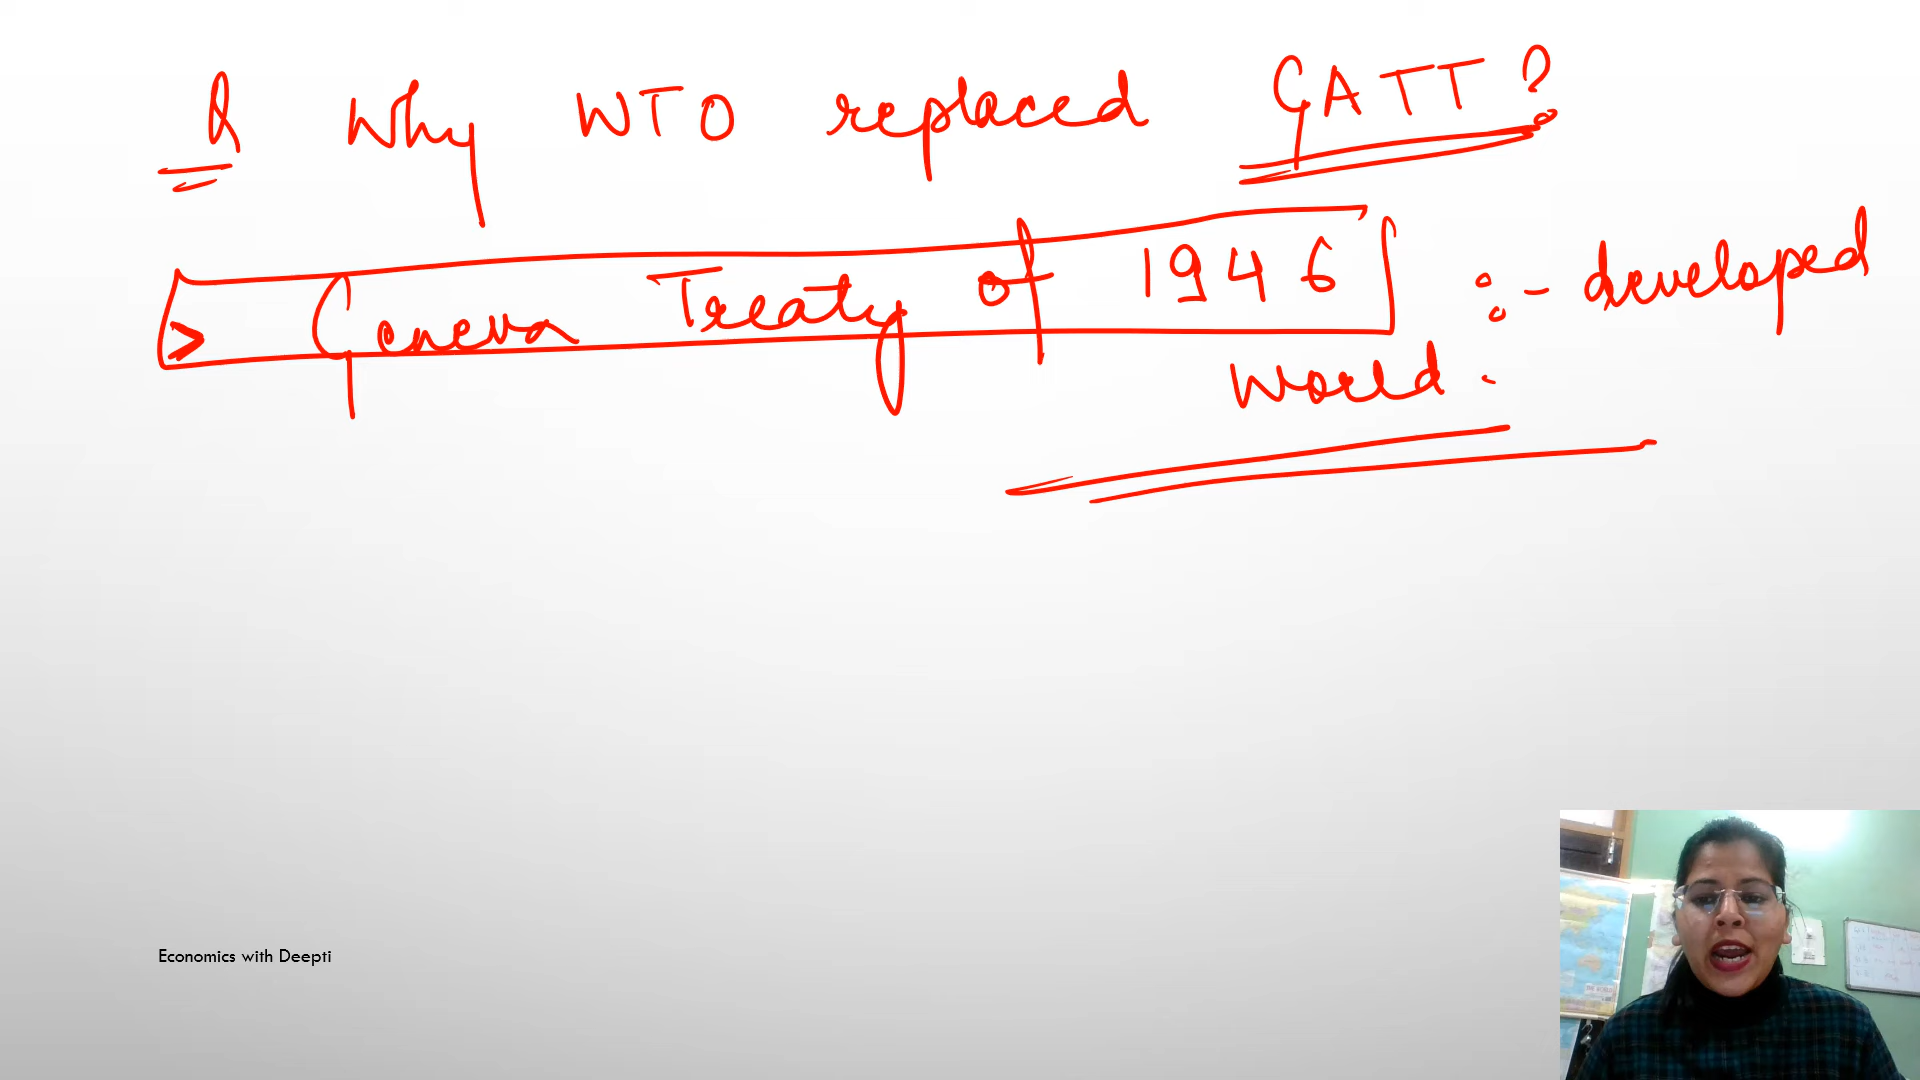 Q Why WTO replaced GATT?
> Geneva Treaty of 1946 :- developed
world.
Economics with Deepti